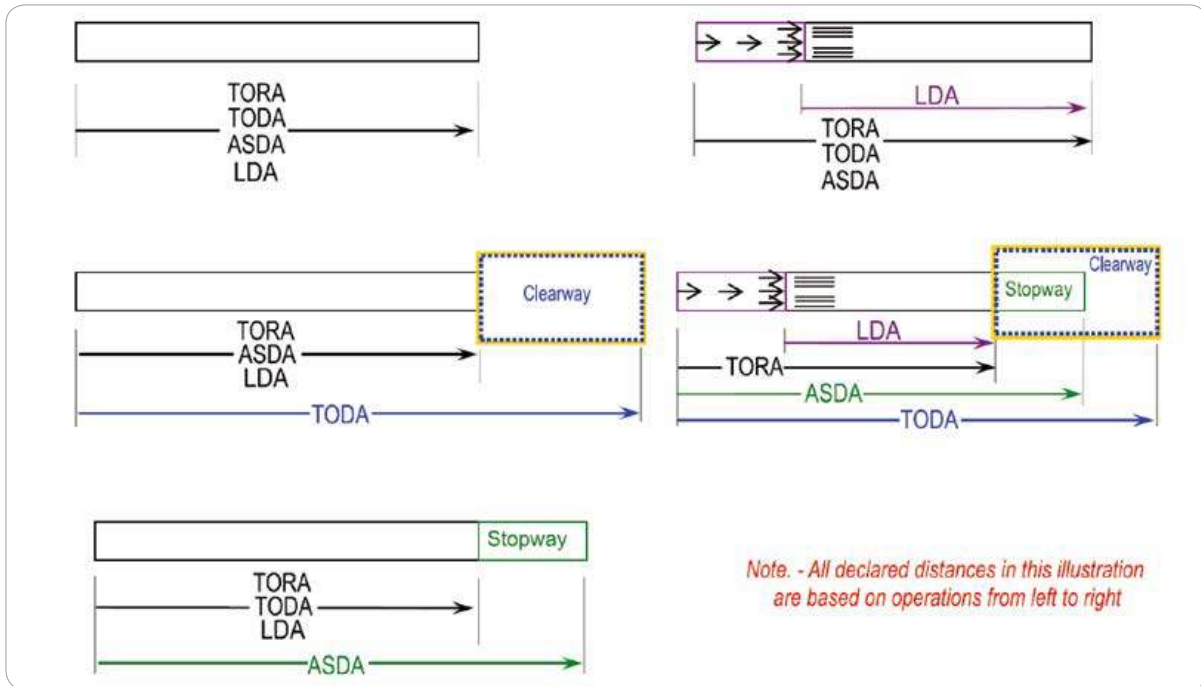 TORA
TODA
ASDA
LDA
LDA
TORA
TODA
ASDA
Clearway
TORA
ASDA
LDA
TODA
Clearway
Stopway
LDA
TORA
ASDA
TODA
Stopway
TORA
TODA
LDA
ASDA
Note. - All declared distances in this illustration
are based on operations from left to right